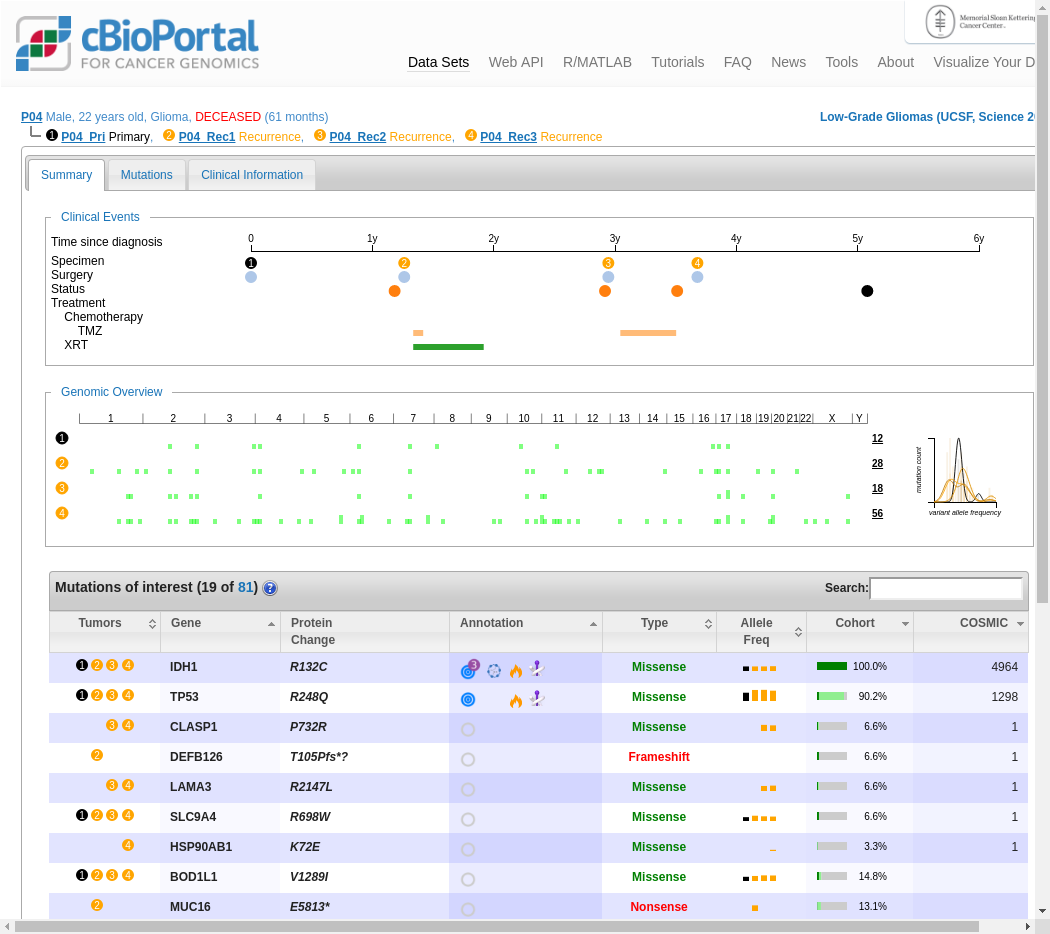 cBioPortal
FOR CANCER GENOMICS
Memorial Sloan Kettering
Cancer Center
Data Sets Web API R/MATLAB Tutorials FAQ News Tools About Visualize Your D
P04 Male, 22 years old, Glioma, DECEASED (61 months)
Low-Grade Gliomas (UCSF, Science 20
1 P04_Pri Primary, 2 P04_Rec1 Recurrence, 3 P04_Rec2 Recurrence, 4 P04_Rec3 Recurrence
Summary Mutations Clinical Information
Clinical Events
Time since diagnosis 0 1y 2y 3y 4y 5y 6y
Specimen 1 2 3 4
Surgery
Status
Treatment
Chemotherapy
TMZ
XRT
Genomic Overview
1 2 3 4 5 6 7 8 9 10 11 12 13 14 15 16 17 18 19 20 21 22 X Y
1 12
2 28
3 18
4 56
mutation count
variant allele frequency
Mutations of interest (19 of 81) ? Search:
Tumors Gene Protein Change Annotation Type Allele Freq Cohort COSMIC
1 2 3 4 IDH1 R132C 3 Missense 100.0% 4964
1 2 3 4 TP53 R248Q Missense 90.2% 1298
3 4 CLASP1 P732R Missense 6.6% 1
2 DEFB126 T105Pfs*? Frameshift 6.6% 1
3 4 LAMA3 R2147L Missense 6.6% 1
1 2 3 4 SLC9A4 R698W Missense 6.6% 1
4 HSP90AB1 K72E Missense 3.3% 1
1 2 3 4 BOD1L1 V1289I Missense 14.8%
2 MUC16 E5813* Nonsense 13.1%